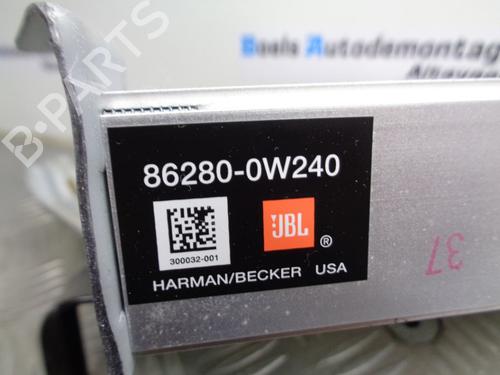 Boels Autodemontage
B-PARTS
86280-0W240
300032-001
JBL ®
HARMAN/BECKER USA
37